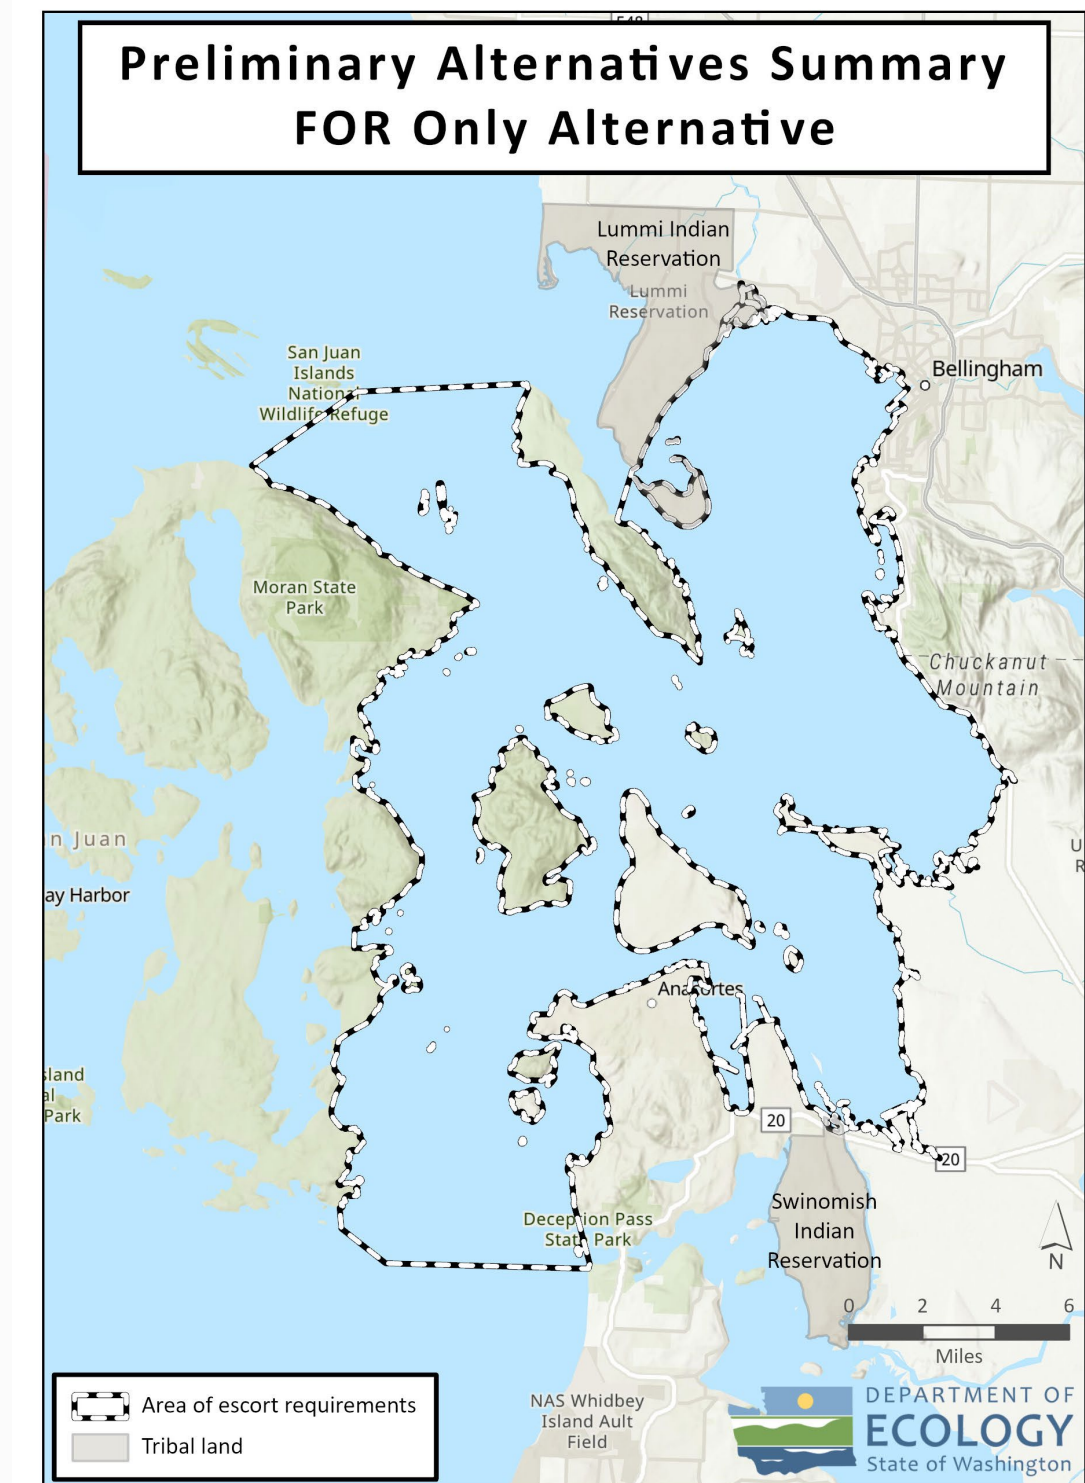 Preliminary Alternatives Summary
FOR Only Alternative
Lummi Indian
Reservation
Lummi
Reservation
San Juan
Islands
National
Wildlife Refuge
Bellingham
Moran State
Park
Chuckanut
Mountain
n Juan
ay Harbor
Anacortes
sland
al
Park
20
20
Swinomish
Indian
Reservation
Deception Pass
State Park
N
0 2 4 6
Miles
Area of escort requirements
Tribal land
NAS Whidbey
Island Ault
Field
DEPARTMENT OF
ECOLOGY
State of Washington